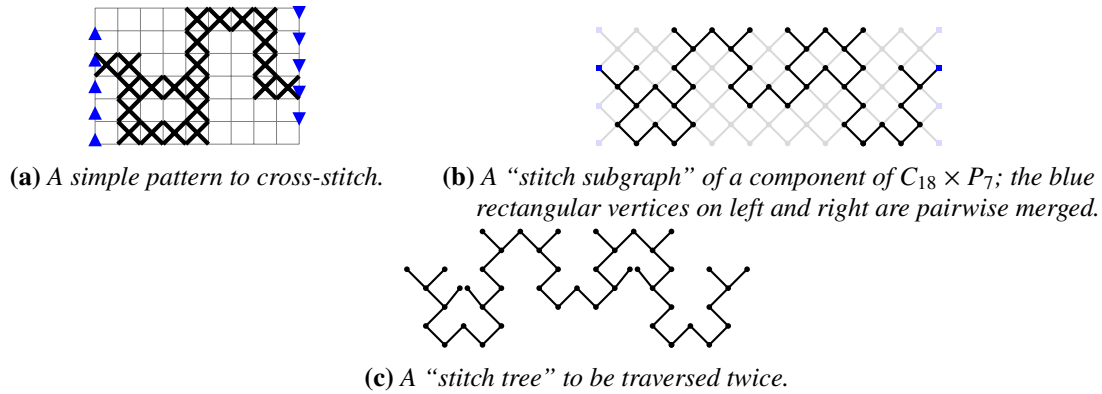 (a) A simple pattern to cross-stitch.
(b) A “stitch subgraph” of a component of C₁₈ × P₇; the blue
rectangular vertices on left and right are pairwise merged.
(c) A “stitch tree” to be traversed twice.